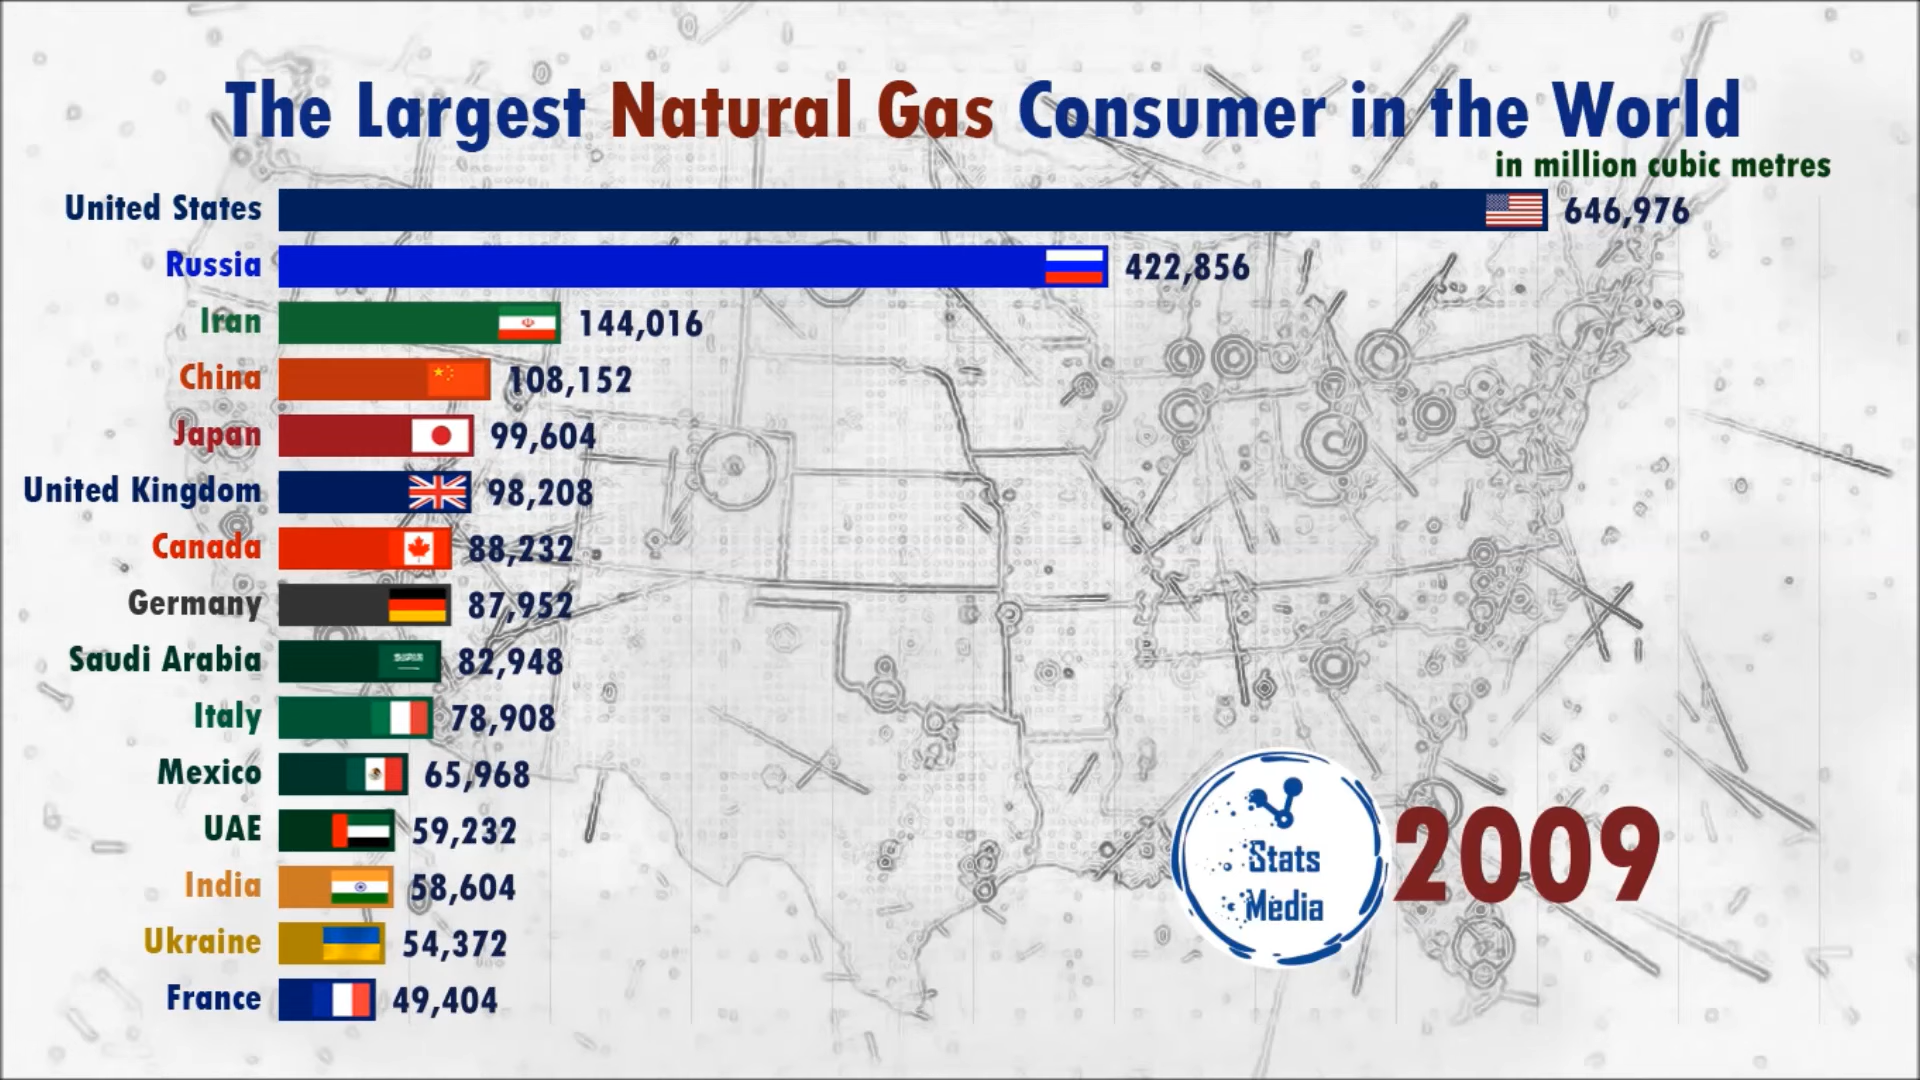 The Largest Natural Gas Consumer in the World
in million cubic metres
United States 646,976
Russia 422,856
Iran 144,016
China 108,152
Japan 99,604
United Kingdom 98,208
Canada 88,232
Germany 87,952
Saudi Arabia 82,948
Italy 78,908
Mexico 65,968
UAE 59,232
India 58,604
Ukraine 54,372
France 49,404
Stats
Media
2009